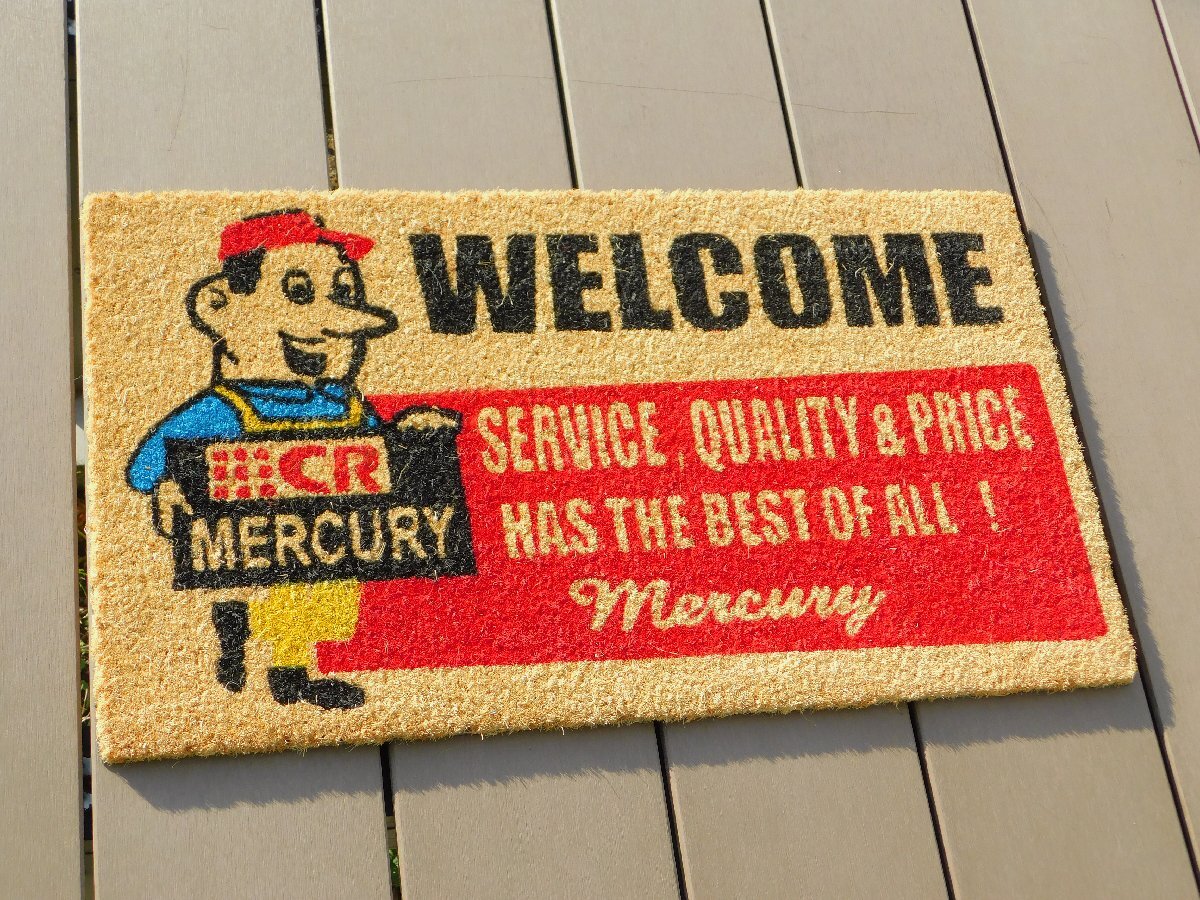 WELCOME
CR
MERCURY
SERVICE, QUALITY & PRICE
HAS THE BEST OF ALL !
Mercury